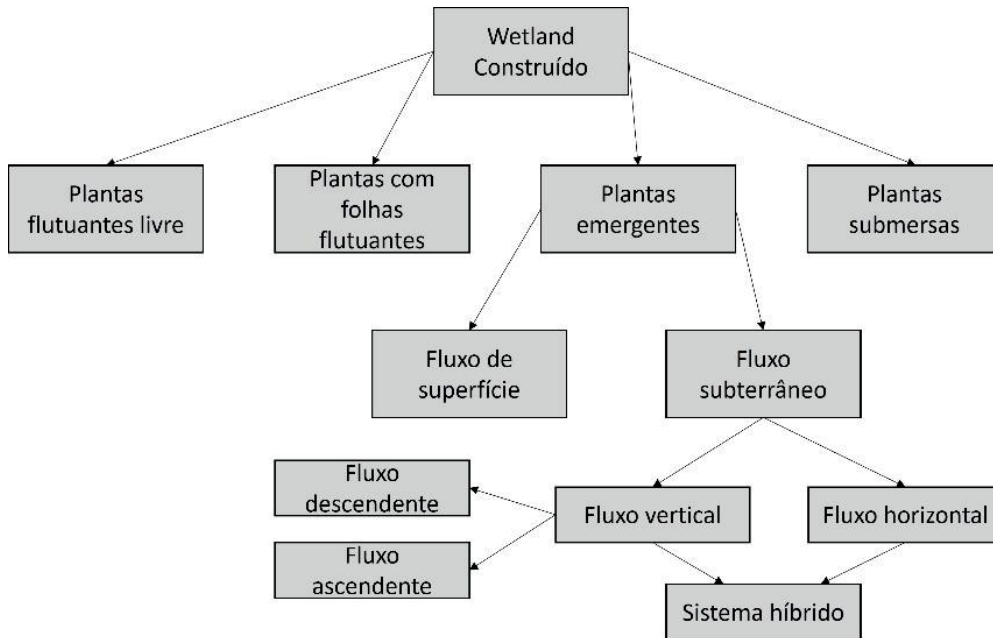 Wetland
Construído
Plantas
flutuantes livre
Plantas com
folhas
flutuantes
Plantas
emergentes
Plantas
submersas
Fluxo de
superfície
Fluxo
subterrâneo
Fluxo
descendente
Fluxo vertical
Fluxo horizontal
Fluxo
ascendente
Sistema híbrido